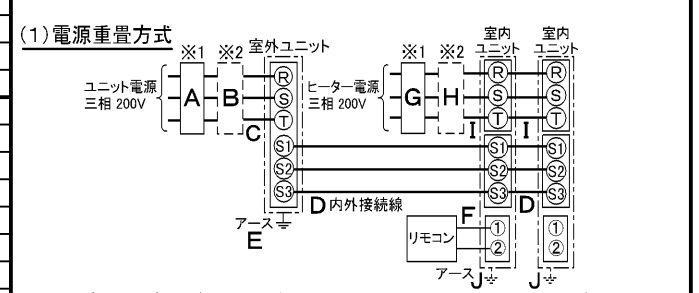 (1)電源重畳方式
※1 ※2 室外ユニット
ユニット電源
三相 200V
A B
C
R
S
T
S1
S2
S3
アース
E
※1 ※2
ヒーター電源
三相 200V
G H
I I
室内
ユニット
室内
ユニット
R R
S S
T T
S1 S1
S2 S2
S3 S3
D 内外接続線
D
F
リモコン
① ①
② ②
アース J J